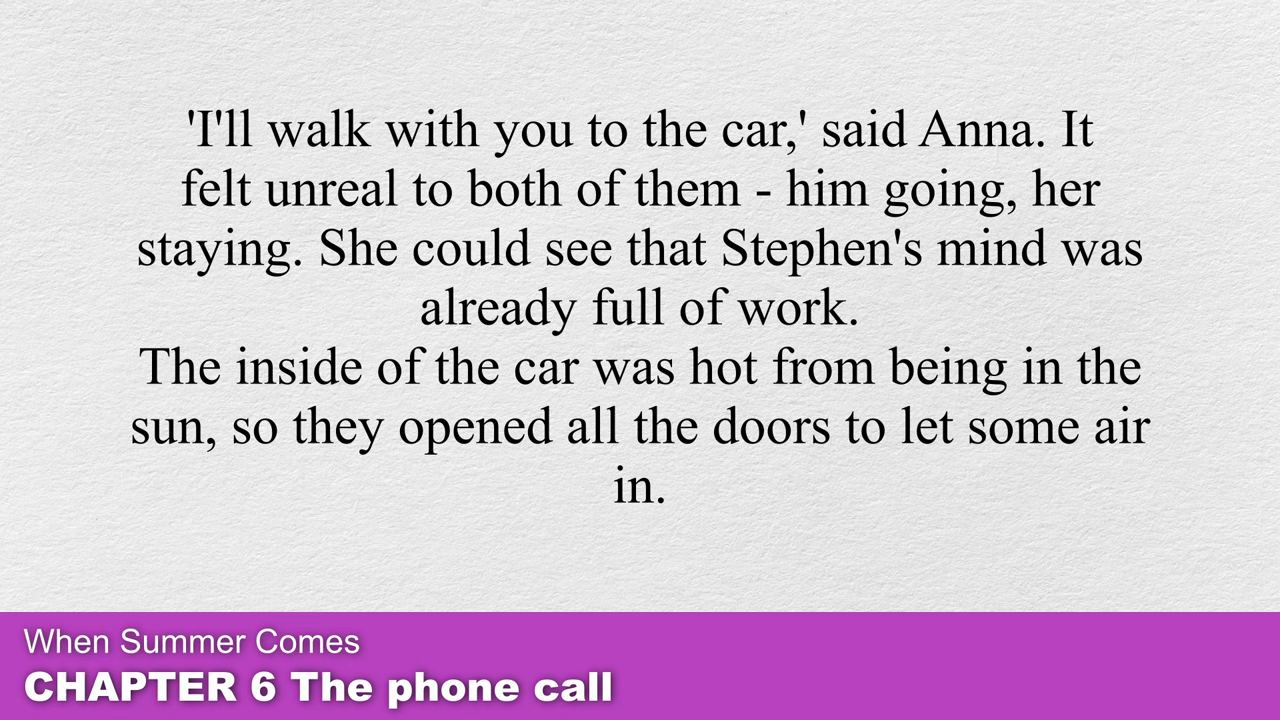 'I'll walk with you to the car,' said Anna. It
felt unreal to both of them - him going, her
staying. She could see that Stephen's mind was
already full of work.
The inside of the car was hot from being in the
sun, so they opened all the doors to let some air
in.
When Summer Comes
CHAPTER 6 The phone call